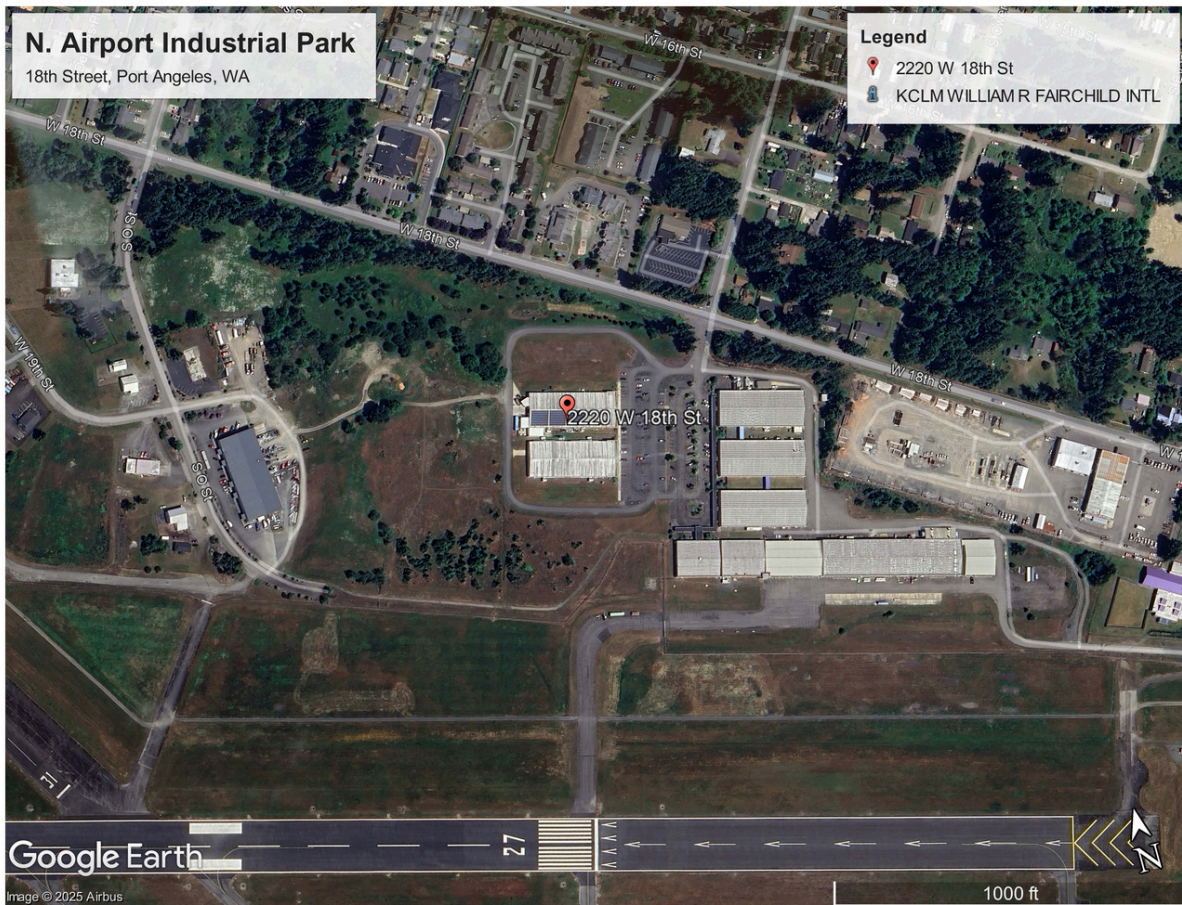 N. Airport Industrial Park
18th Street, Port Angeles, WA
Legend
2220 W 18th St
KCLM WILLIAM R FAIRCHILD INTL
W 16th St
W 18th St
S O St
W 18th St
W 19th St
W 18th St
2220 W 18th St
S O St
W 1
31
27
Google Earth
N
Image © 2025 Airbus
1000 ft